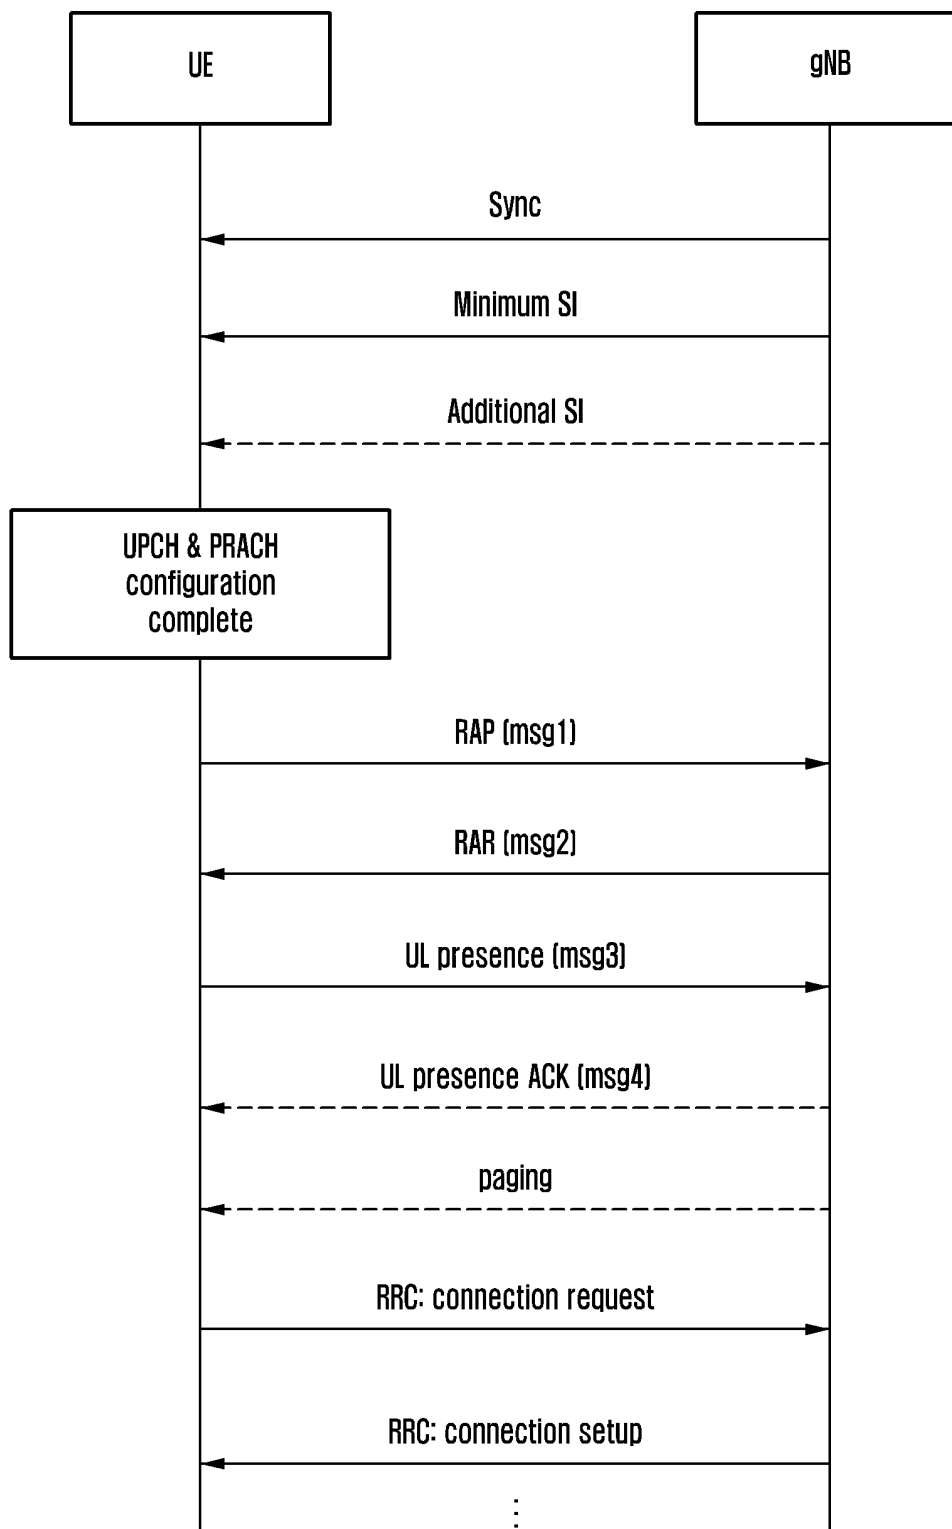 UE
gNB
Sync
Minimum SI
Additional SI
UPCH & PRACH
configuration
complete
RAP (msg1)
RAR (msg2)
UL presence (msg3)
UL presence ACK (msg4)
paging
RRC: connection request
RRC: connection setup
⋮